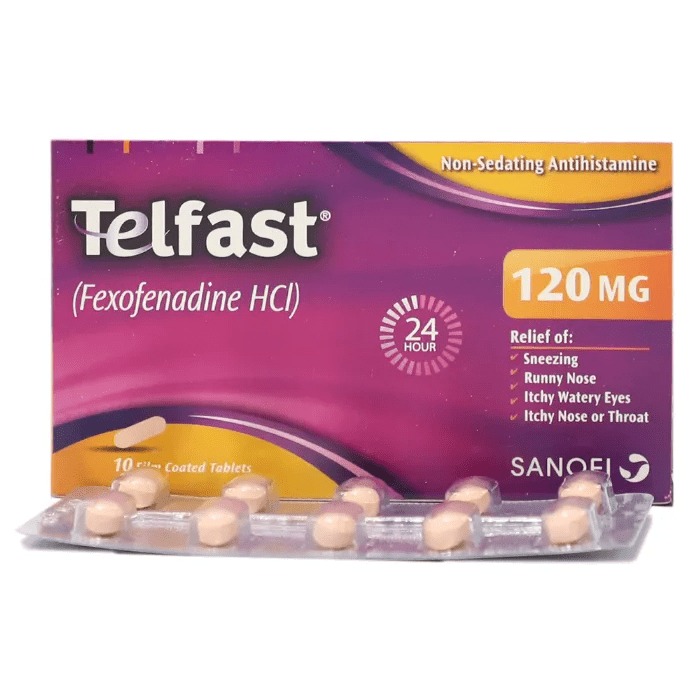 Non-Sedating Antihistamine
Telfast®
(Fexofenadine HCl)
120 MG
24
HOUR
Relief of:
Sneezing
Runny Nose
Itchy Watery Eyes
Itchy Nose or Throat
10 Film Coated Tablets
SANOFI